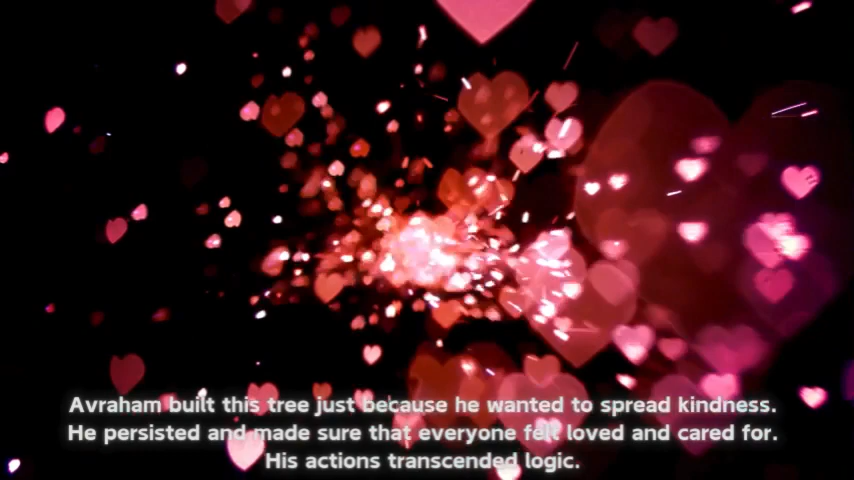 Avraham built this tree just because he wanted to spread kindness.
He persisted and made sure that everyone felt loved and cared for.
His actions transcended logic.